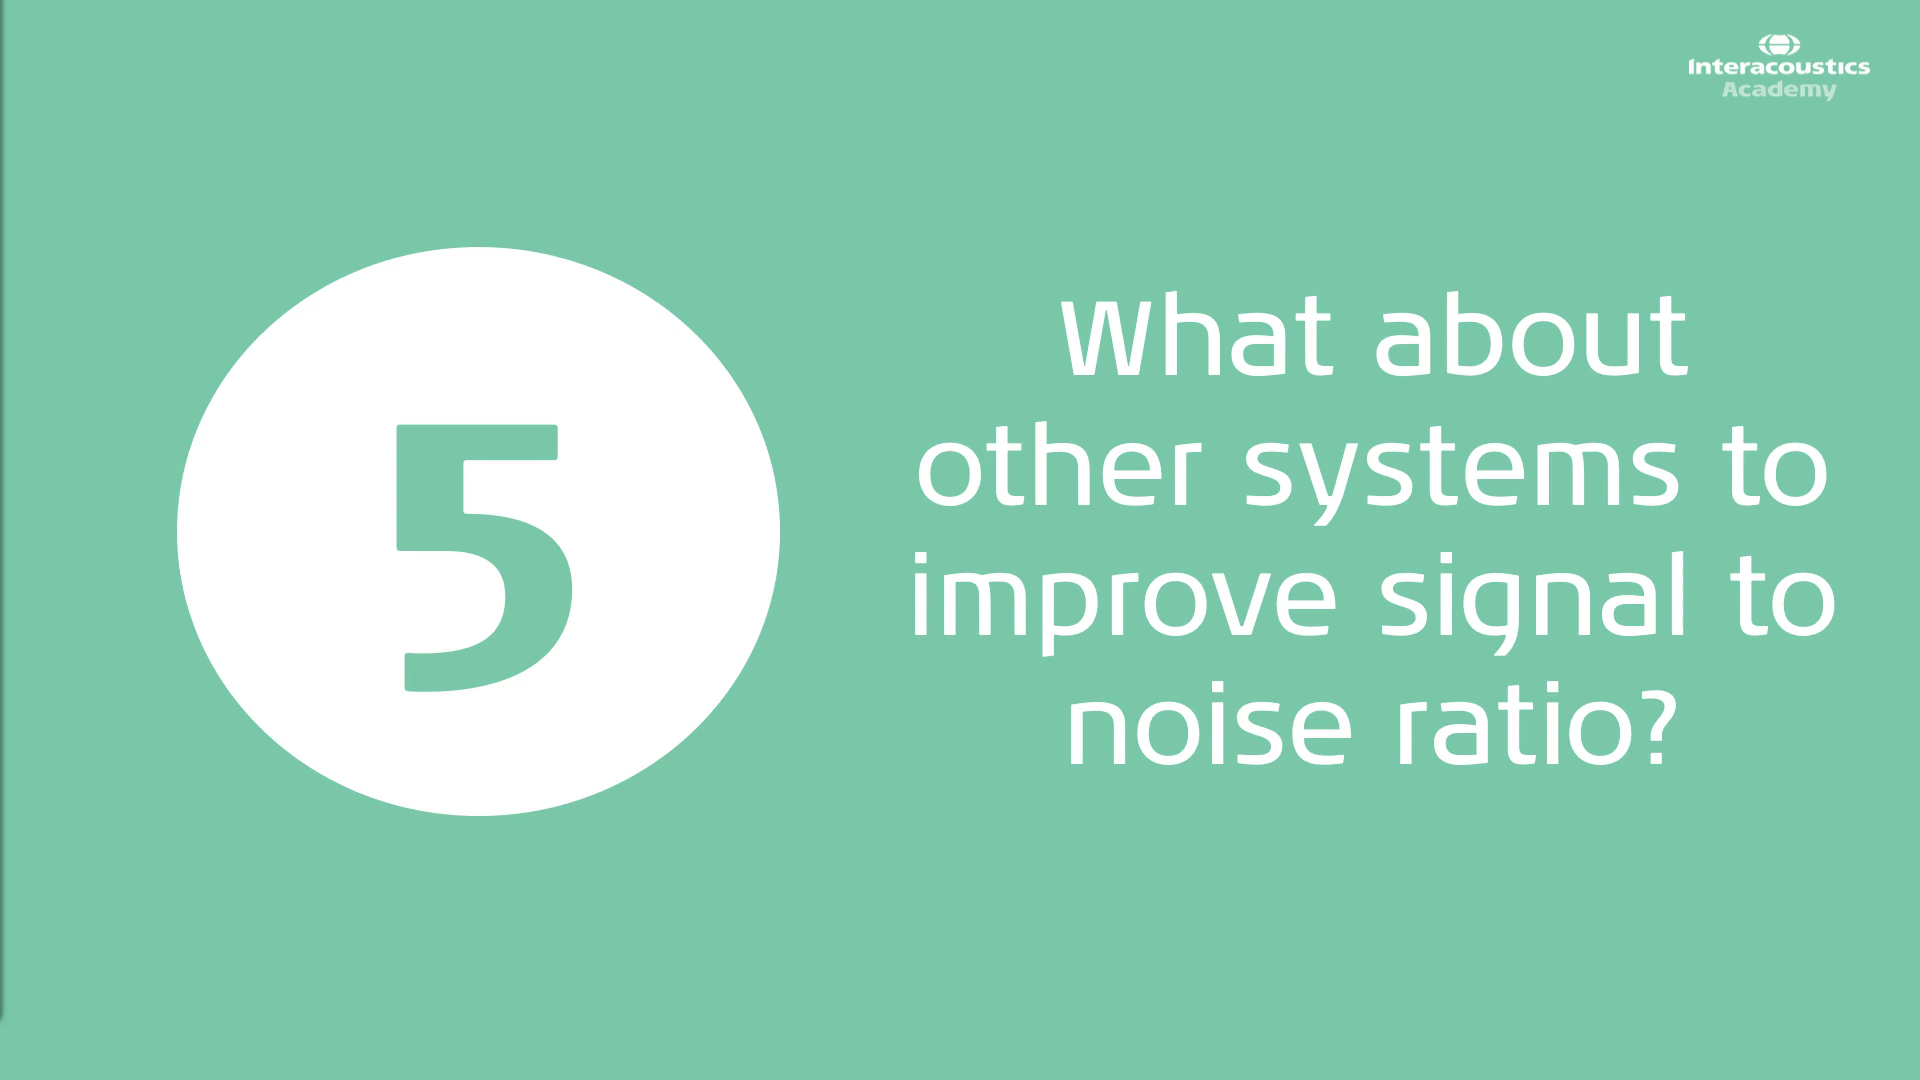 Interacoustics
Academy
5
What about
other systems to
improve signal to
noise ratio?